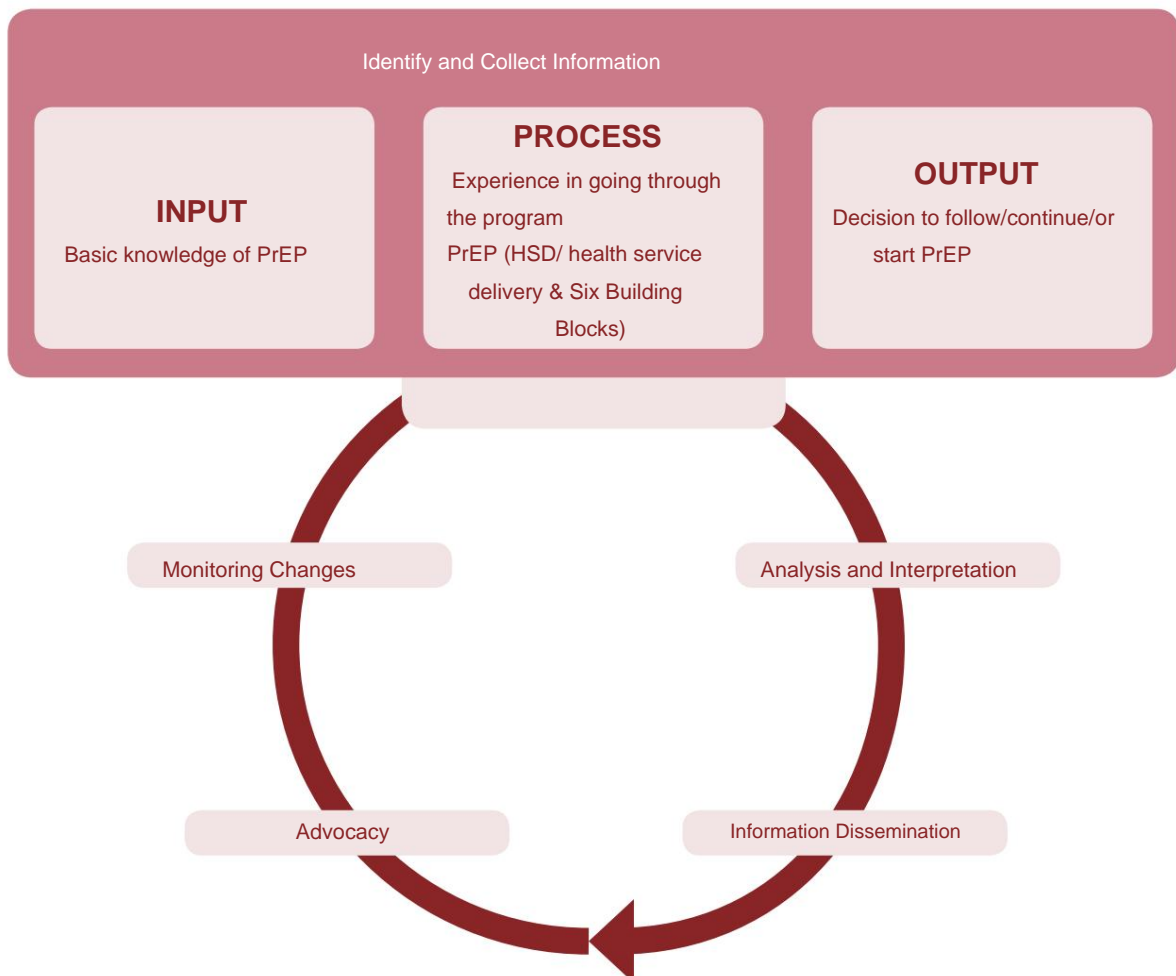 Identify and Collect Information
INPUT
Basic knowledge of PrEP
PROCESS
Experience in going through
the program
PrEP (HSD/ health service
delivery & Six Building
Blocks)
OUTPUT
Decision to follow/continue/or
start PrEP
Monitoring Changes
Analysis and Interpretation
Advocacy
Information Dissemination